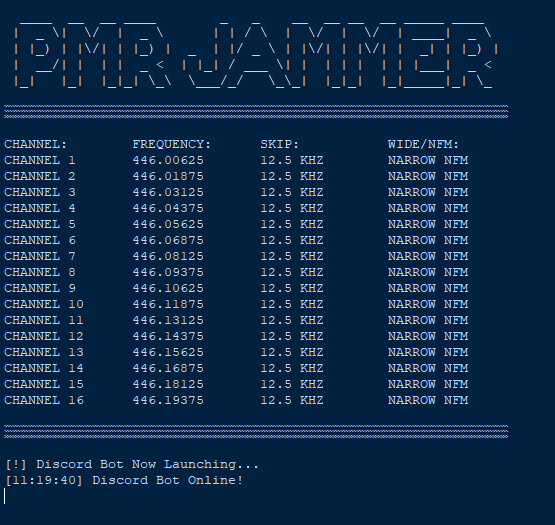 PMR JAMMER
CHANNEL: FREQUENCY: SKIP: WIDE/NFM:
CHANNEL 1 446.00625 12.5 KHZ NARROW NFM
CHANNEL 2 446.01875 12.5 KHZ NARROW NFM
CHANNEL 3 446.03125 12.5 KHZ NARROW NFM
CHANNEL 4 446.04375 12.5 KHZ NARROW NFM
CHANNEL 5 446.05625 12.5 KHZ NARROW NFM
CHANNEL 6 446.06875 12.5 KHZ NARROW NFM
CHANNEL 7 446.08125 12.5 KHZ NARROW NFM
CHANNEL 8 446.09375 12.5 KHZ NARROW NFM
CHANNEL 9 446.10625 12.5 KHZ NARROW NFM
CHANNEL 10 446.11875 12.5 KHZ NARROW NFM
CHANNEL 11 446.13125 12.5 KHZ NARROW NFM
CHANNEL 12 446.14375 12.5 KHZ NARROW NFM
CHANNEL 13 446.15625 12.5 KHZ NARROW NFM
CHANNEL 14 446.16875 12.5 KHZ NARROW NFM
CHANNEL 15 446.18125 12.5 KHZ NARROW NFM
CHANNEL 16 446.19375 12.5 KHZ NARROW NFM
[!] Discord Bot Now Launching...
[11:19:40] Discord Bot Online!